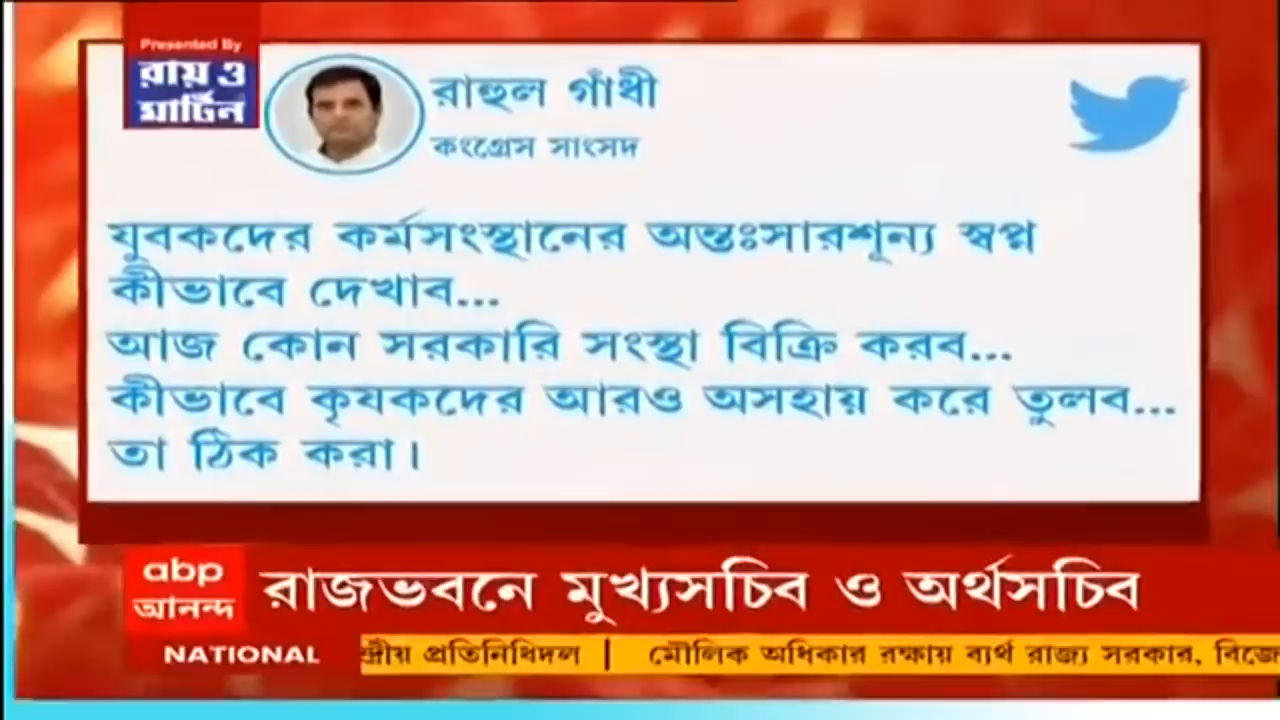 Presented By
রায় ও
মার্টিন
রাহুল গাঁধী
কংগ্রেস সাংসদ
যুবকদের কর্মসংস্থানের অন্তঃসারশূন্য স্বপ্ন
কীভাবে দেখাব...
আজ কোন সরকারি সংস্থা বিক্রি করব...
কীভাবে কৃষকদের আরও অসহায় করে তুলব...
তা ঠিক করা।
abp
আনন্দ
রাজভবনে মুখ্যসচিব ও অর্থসচিব
NATIONAL
ন্দ্রীয় প্রতিনিধিদল | মৌলিক অধিকার রক্ষায় ব্যর্থ রাজ্য সরকার, বিজে